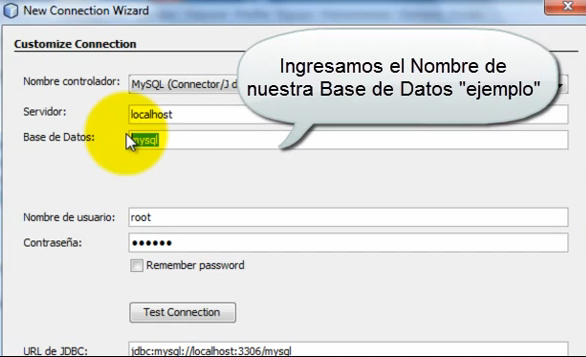 New Connection Wizard
Customize Connection
Ingresamos el Nombre de
nuestra Base de Datos "ejemplo"
Nombre controlador: MySQL (Connector/J d
Servidor: localhost
Base de Datos: mysql
Nombre de usuario: root
Contraseña: ••••••
Remember password
Test Connection
URL de JDBC: jdbc:mysql://localhost:3306/mysql